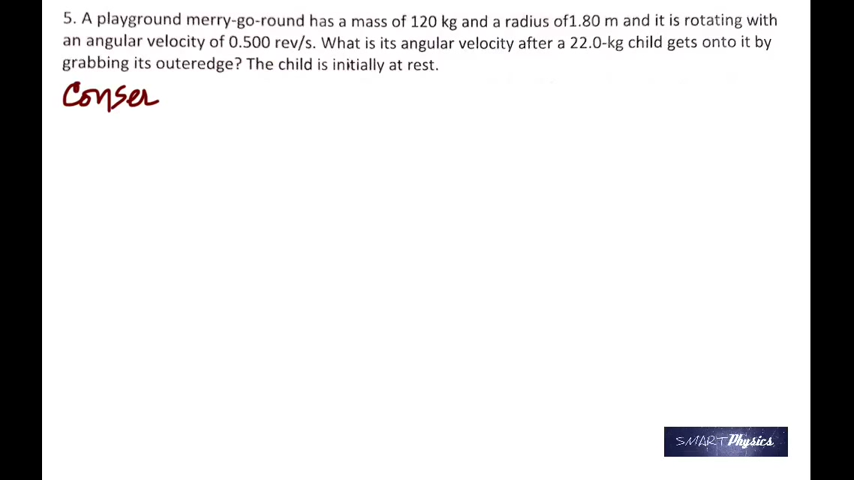 5. A playground merry-go-round has a mass of 120 kg and a radius of1.80 m and it is rotating with
an angular velocity of 0.500 rev/s. What is its angular velocity after a 22.0-kg child gets onto it by
grabbing its outeredge? The child is initially at rest.
Conser
SMART Physics